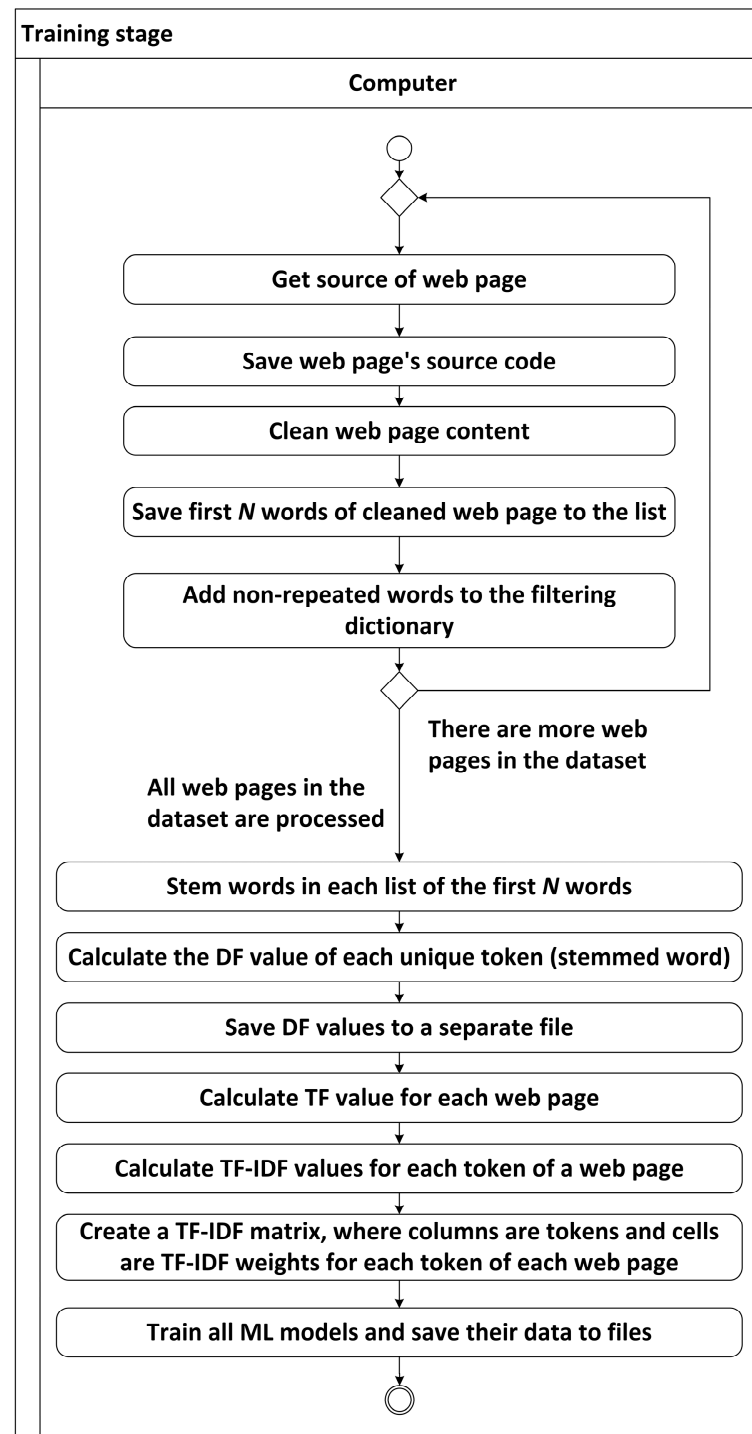 Training stage
Computer
Get source of web page
Save web page's source code
Clean web page content
Save first N words of cleaned web page to the list
Add non-repeated words to the filtering
dictionary
There are more web
pages in the dataset
All web pages in the
dataset are processed
Stem words in each list of the first N words
Calculate the DF value of each unique token (stemmed word)
Save DF values to a separate file
Calculate TF value for each web page
Calculate TF-IDF values for each token of a web page
Create a TF-IDF matrix, where columns are tokens and cells
are TF-IDF weights for each token of each web page
Train all ML models and save their data to files